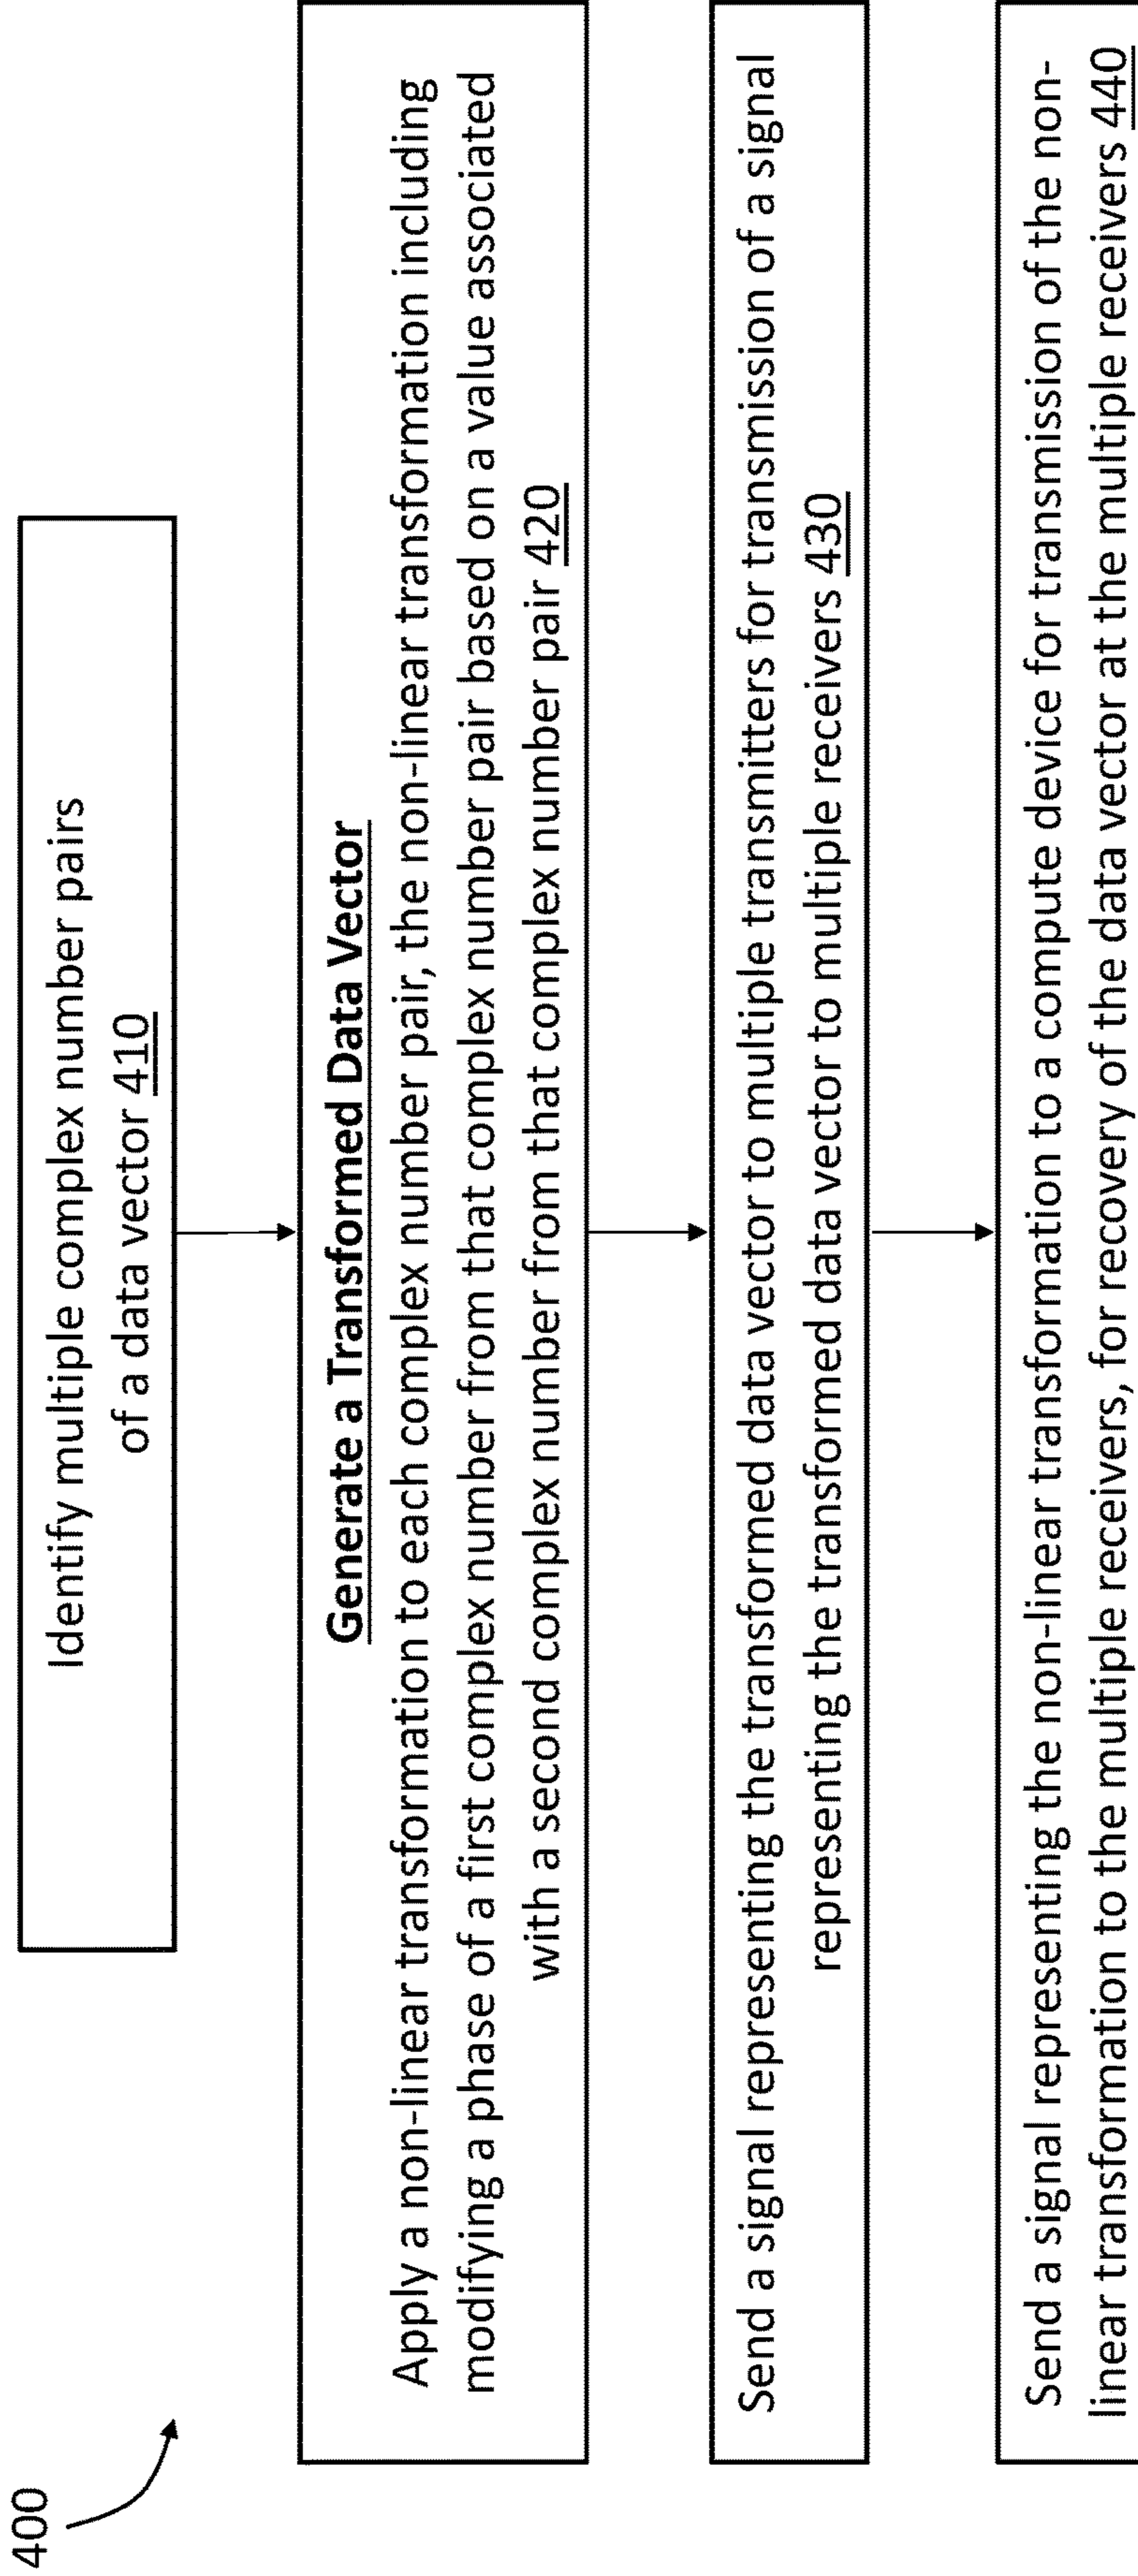 400
Identify multiple complex number pairs
of a data vector 410
Generate a Transformed Data Vector
Apply a non-linear transformation to each complex number pair, the non-linear transformation including
modifying a phase of a first complex number from that complex number pair based on a value associated
with a second complex number from that complex number pair 420
Send a signal representing the transformed data vector to multiple transmitters for transmission of a signal
representing the transformed data vector to multiple receivers 430
Send a signal representing the non-linear transformation to a compute device for transmission of the non-
linear transformation to the multiple receivers, for recovery of the data vector at the multiple receivers 440